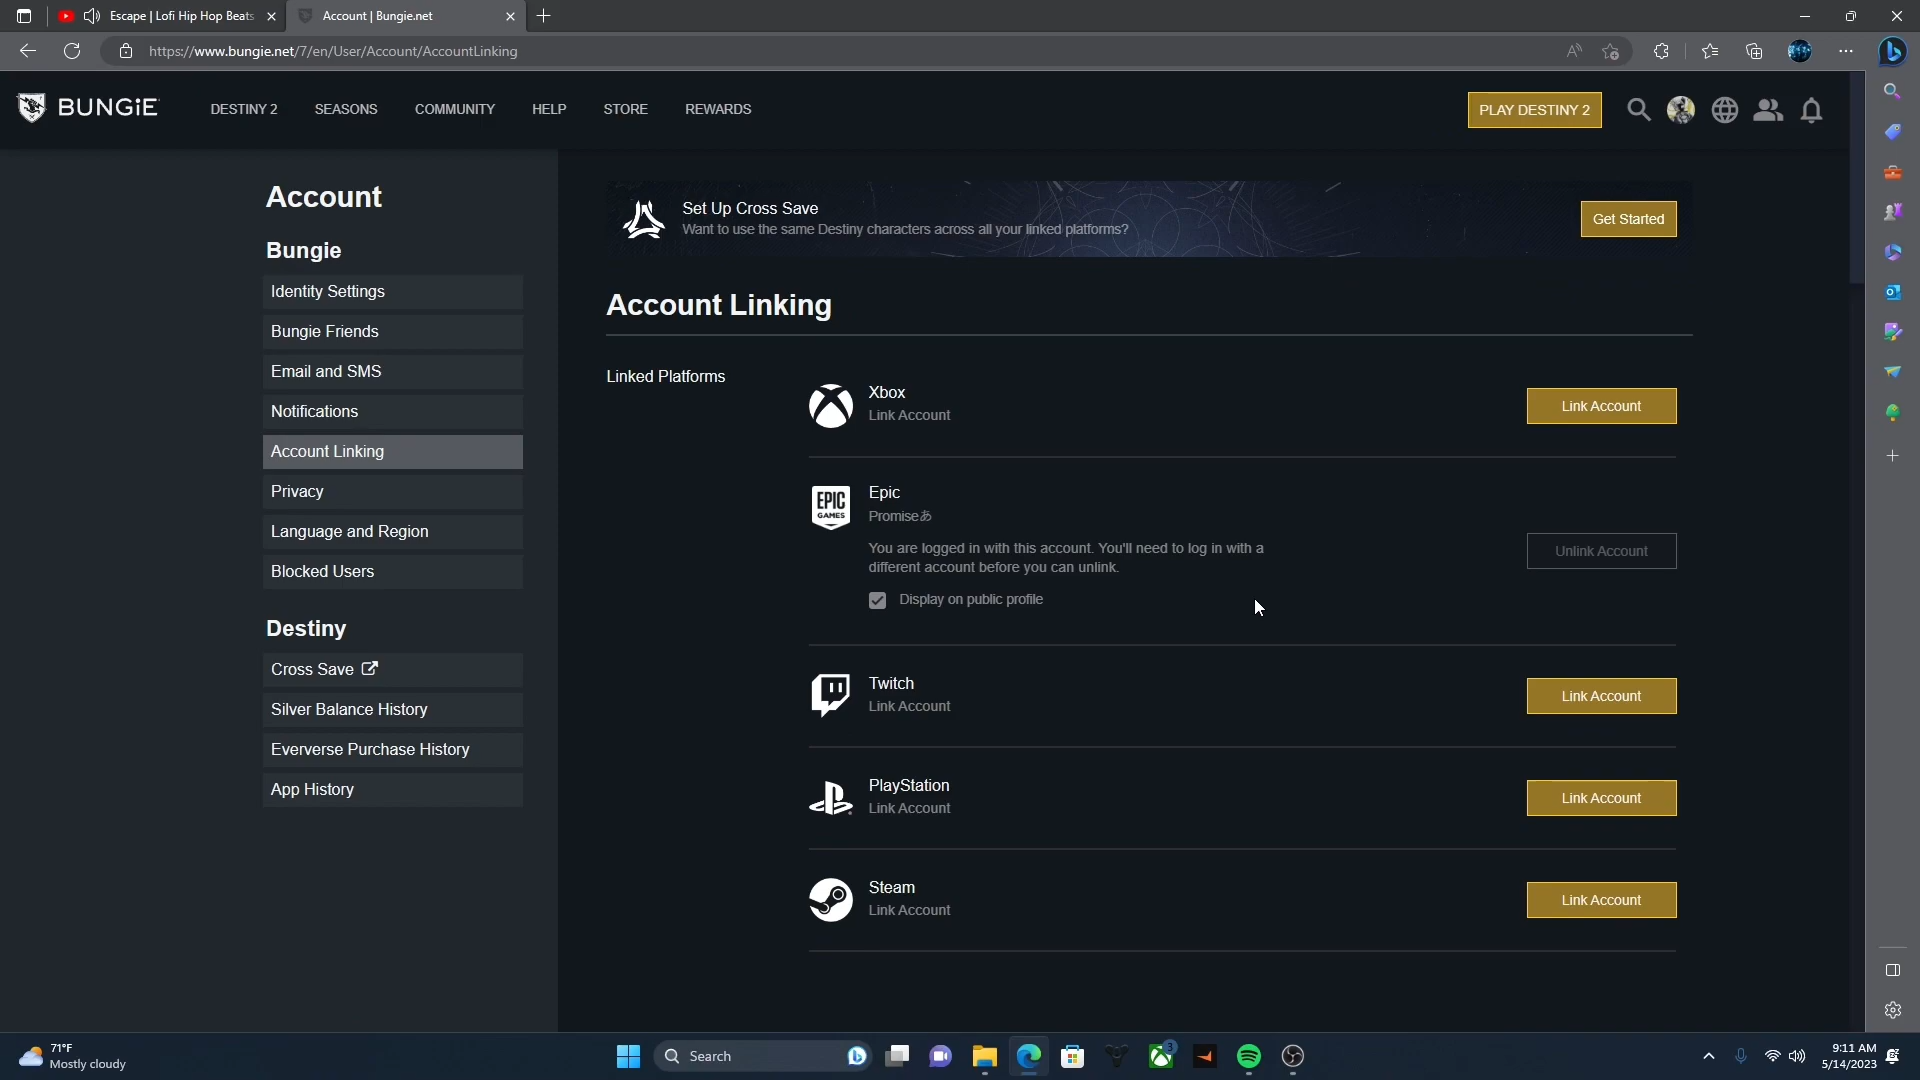 Escape | Lofi Hip Hop Beats
Account | Bungie.net
https://www.bungie.net/7/en/User/Account/AccountLinking
BUNGiE
DESTINY 2
SEASONS
COMMUNITY
HELP
STORE
REWARDS
PLAY DESTINY 2
Account
Bungie
Identity Settings
Bungie Friends
Email and SMS
Notifications
Account Linking
Privacy
Language and Region
Blocked Users
Destiny
Cross Save
Silver Balance History
Eververse Purchase History
App History
Set Up Cross Save
Want to use the same Destiny characters across all your linked platforms?
Get Started
Account Linking
Linked Platforms
Xbox
Link Account
Link Account
EPIC
GAMES
Epic
Promiseあ
You are logged in with this account. You'll need to log in with a
different account before you can unlink.
Unlink Account
Display on public profile
Twitch
Link Account
Link Account
PlayStation
Link Account
Link Account
Steam
Link Account
Link Account
71°F
Mostly cloudy
Search
3
9:11 AM
5/14/2023